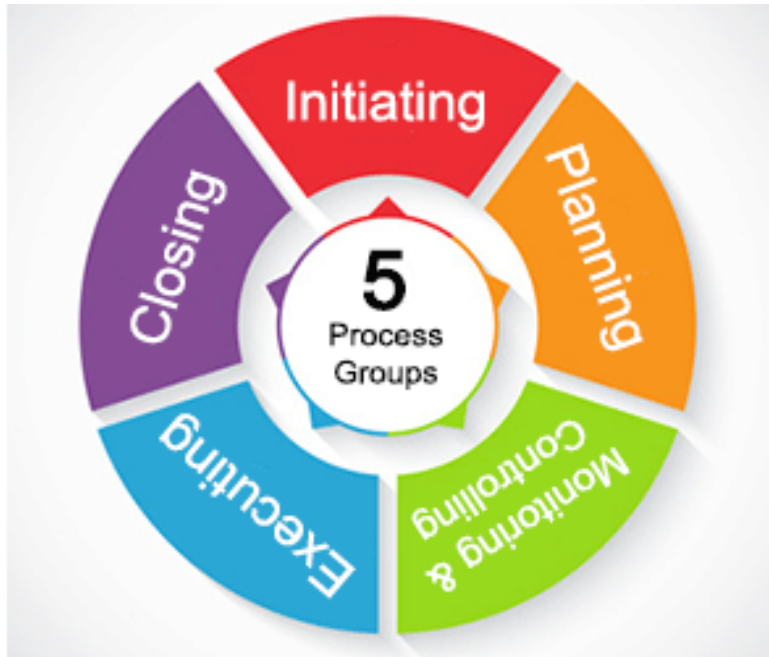 Initiating
Planning
Monitoring &
Controlling
Executing
Closing
5
Process
Groups